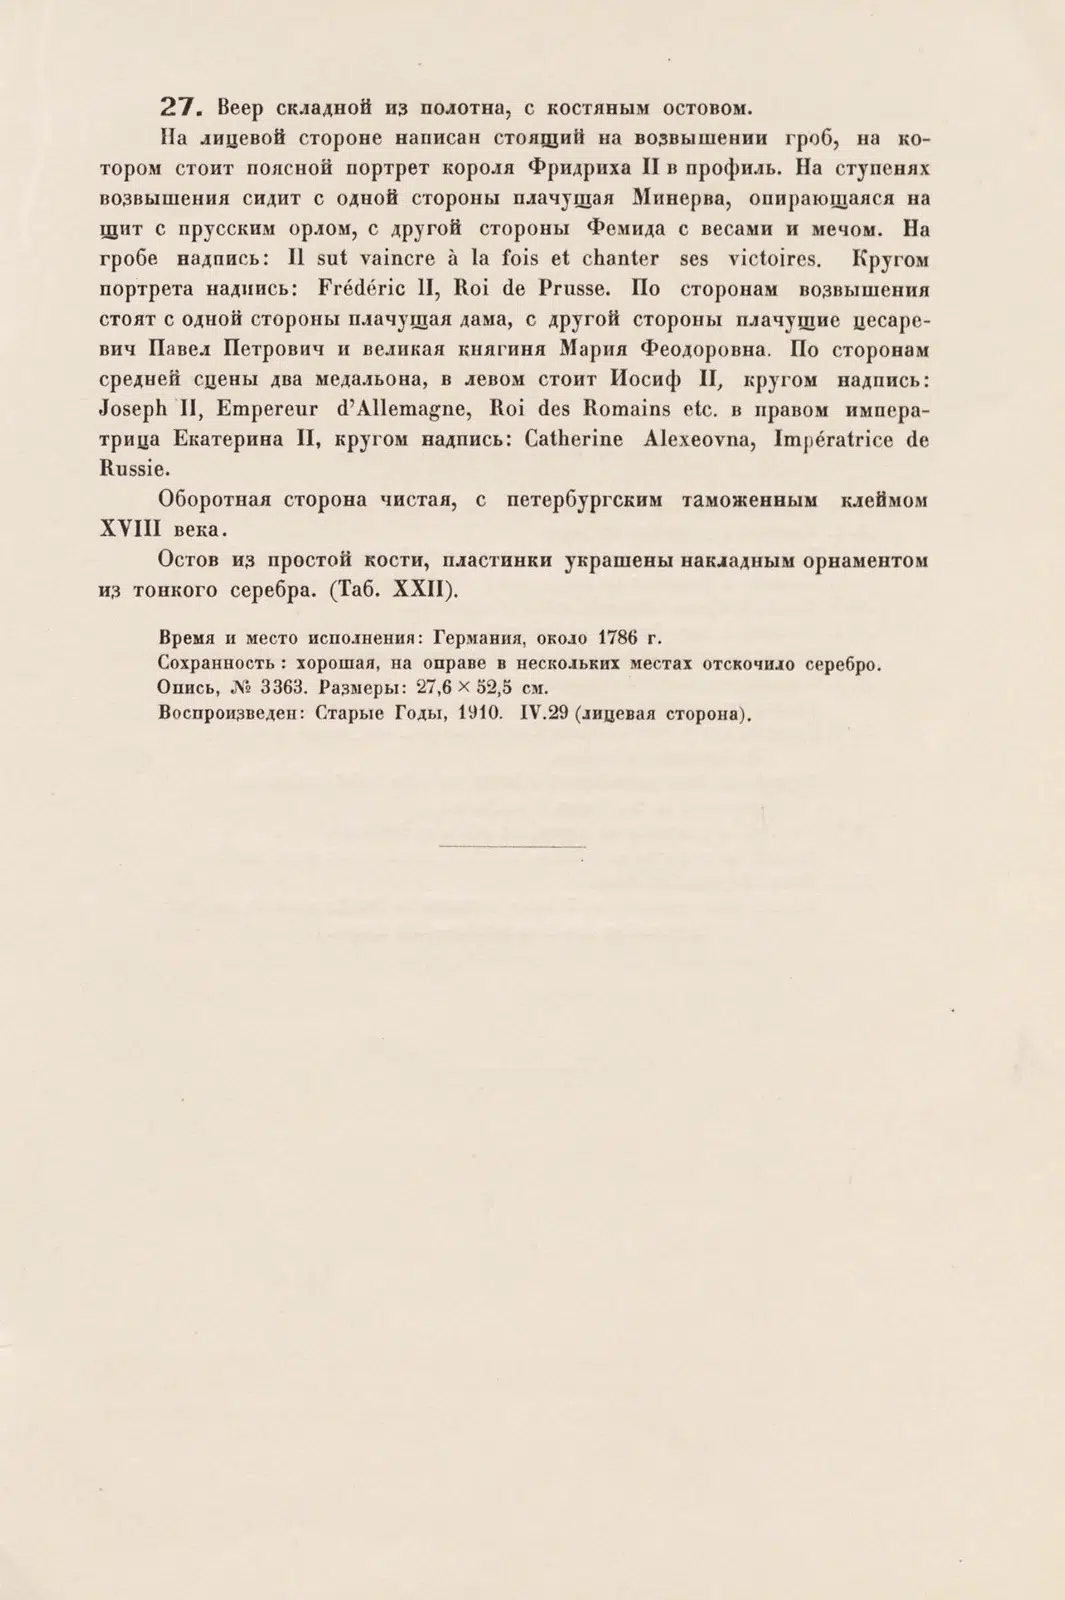 27. Веер складной из полотна, с костяным остовом.
На лицевой стороне написан стоящий на возвышении гроб, на ко-
тором стоит поясной портрет короля Фридриха II в профиль. На ступенях
возвышения сидит с одной стороны плачущая Минерва, опирающаяся на
щит с прусским орлом, с другой стороны Фемида с весами и мечом. На
гробе надпись: Il sut vaincre à la fois et chanter ses victoires. Кругом
портрета надпись: Frédéric II, Roi de Prusse. По сторонам возвышения
стоят с одной стороны плачущая дама, с другой стороны плачущие цесаре-
вич Павел Петрович и великая княгиня Мария Феодоровна. По сторонам
средней сцены два медальона, в левом стоит Иосиф II, кругом надпись:
Joseph II, Empereur d'Allemagne, Roi des Romains etc. в правом импера-
трица Екатерина II, кругом надпись: Catherine Alexeovna, Impératrice de
Russie.
Оборотная сторона чистая, с петербургским таможенным клеймом
XVIII века.
Остов из простой кости, пластинки украшены накладным орнаментом
из тонкого серебра. (Таб. XXII).
Время и место исполнения: Германия, около 1786 г.
Сохранность : хорошая, на оправе в нескольких местах отскочило серебро.
Опись, № 3363. Размеры: 27,6 × 52,5 см.
Воспроизведен: Старые Годы, 1910. IV.29 (лицевая сторона).